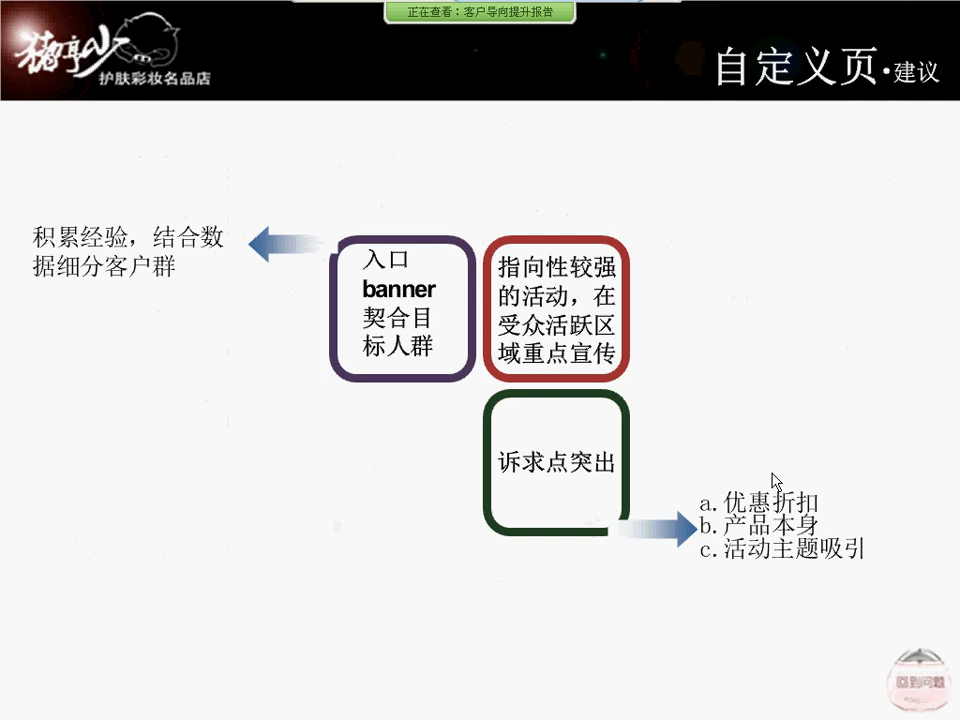 正在查看：客户导向提升报告
猪亭少
护肤彩妆名品店
自定义页·建议
积累经验，结合数
据细分客户群
入口
banner
契合目
标人群
指向性较强
的活动，在
受众活跃区
域重点宣传
诉求点突出
a.优惠折扣
b.产品本身
c.活动主题吸引
回到问题